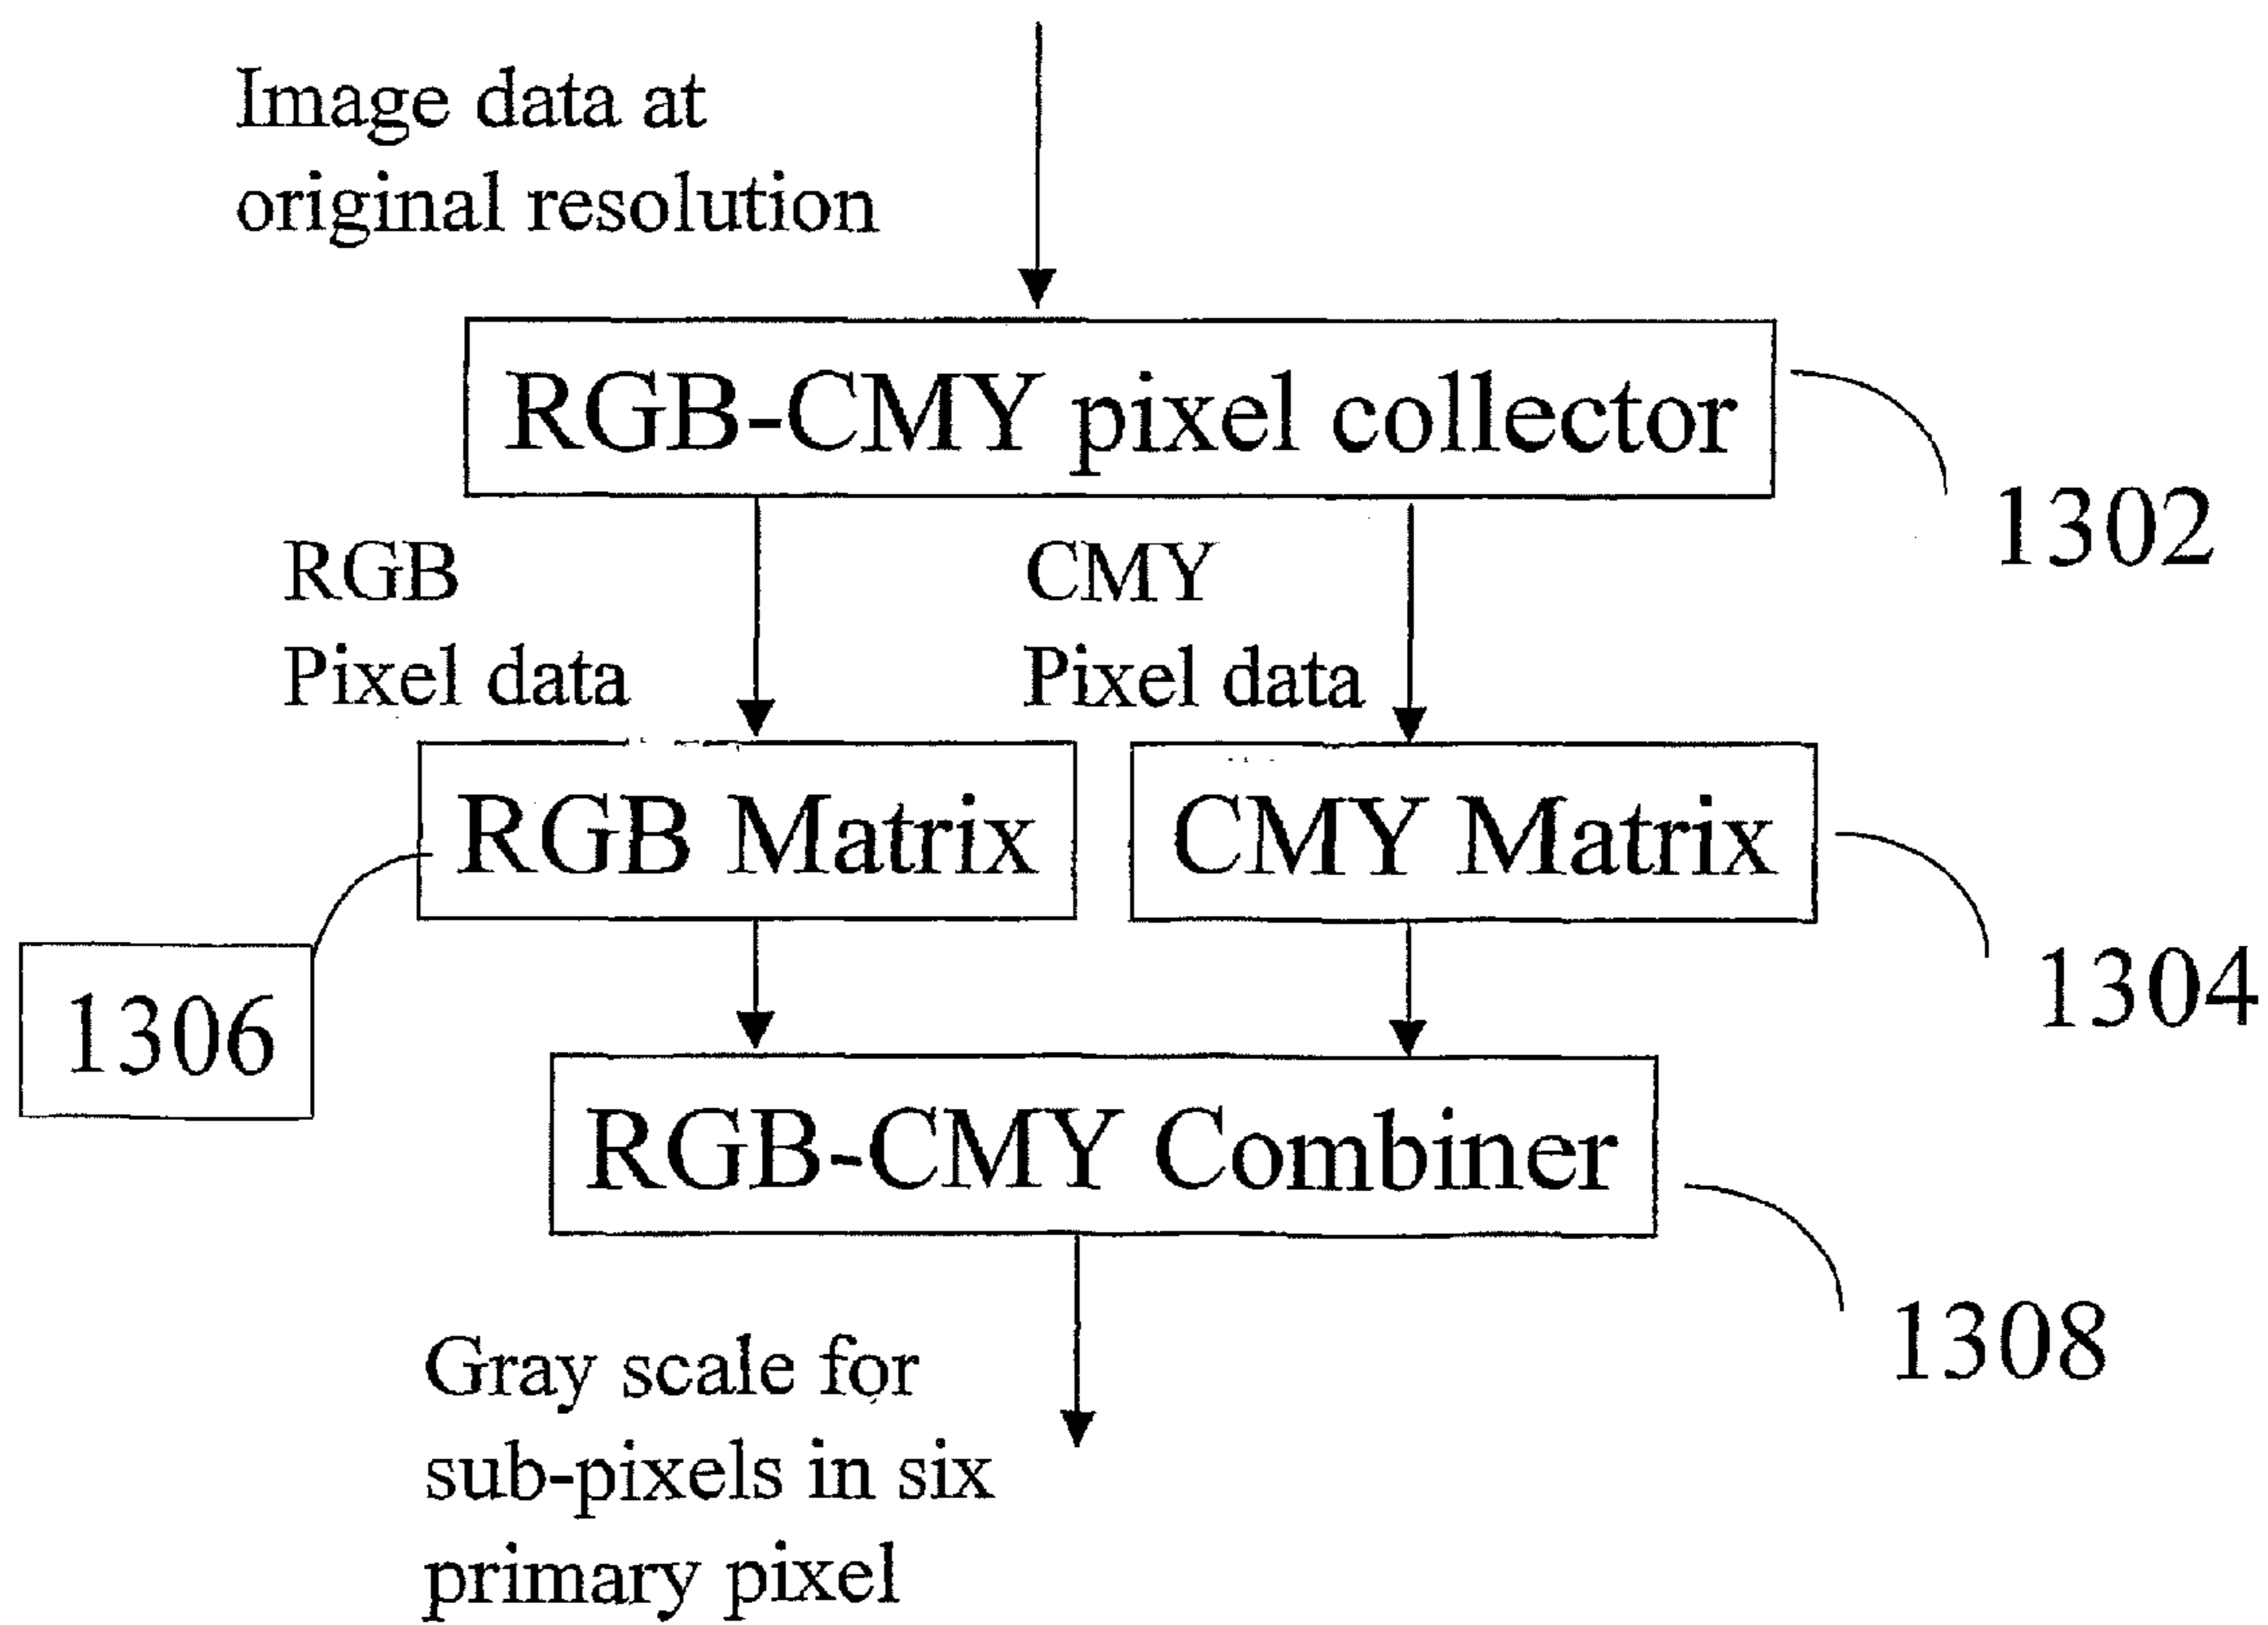 Image data at
original resolution
RGB-CMY pixel collector
1302
RGB
Pixel data
CMY
Pixel data
RGB Matrix
CMY Matrix
1306
1304
RGB-CMY Combiner
1308
Gray scale for
sub-pixels in six
primary pixel